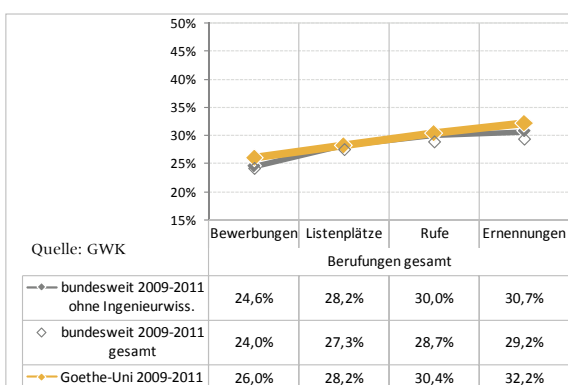 50%
45%
40%
35%
30%
25%
20%
15%
Bewerbungen Listenplätze Rufe Ernennungen
Quelle: GWK
Berufungen gesamt
bundesweit 2009-2011 ohne Ingenieurwiss. 24,6% 28,2% 30,0% 30,7%
bundesweit 2009-2011 gesamt 24,0% 27,3% 28,7% 29,2%
Goethe-Uni 2009-2011 26,0% 28,2% 30,4% 32,2%